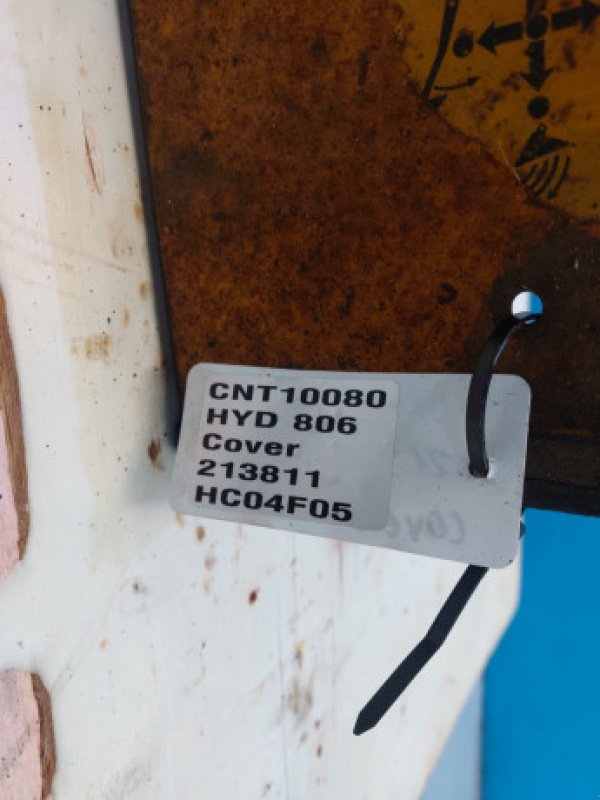 CNT10080
HYD 806
Cover
213811
HC04F05